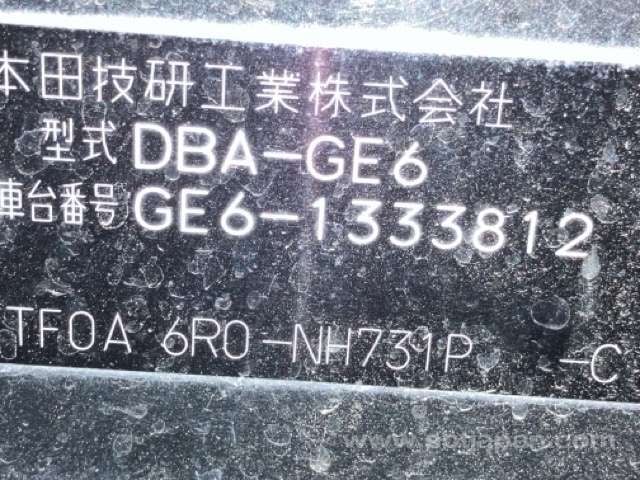 本田技研工業株式会社
型式 DBA-GE6
車台番号 GE6-1333812
TF0A 6R0-NH731P -C